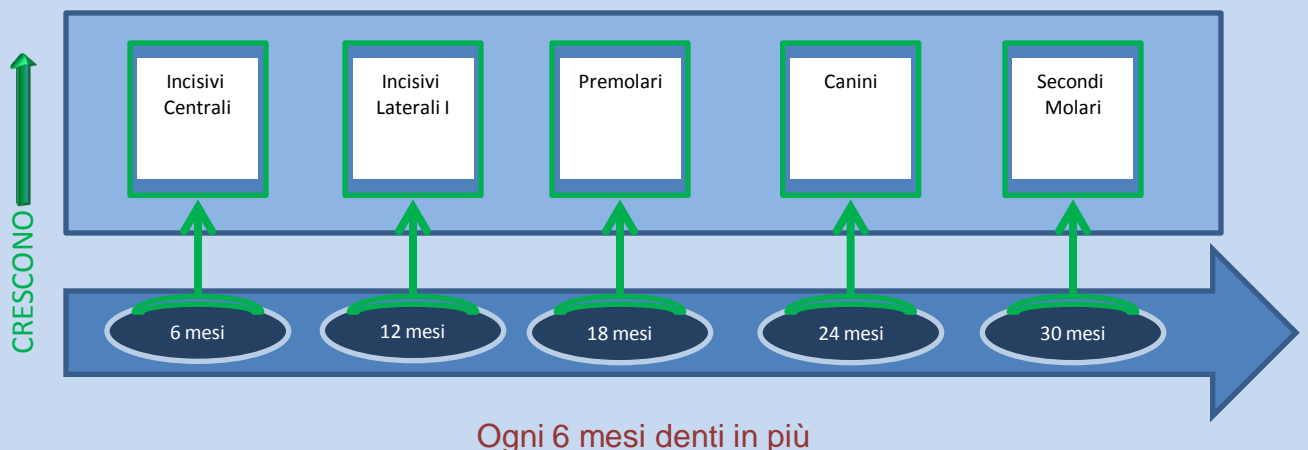 Incisivi
Centrali
Incisivi
Laterali I
Premolari
Canini
Secondi
Molari
CRESCONO
6 mesi
12 mesi
18 mesi
24 mesi
30 mesi
Ogni 6 mesi denti in più